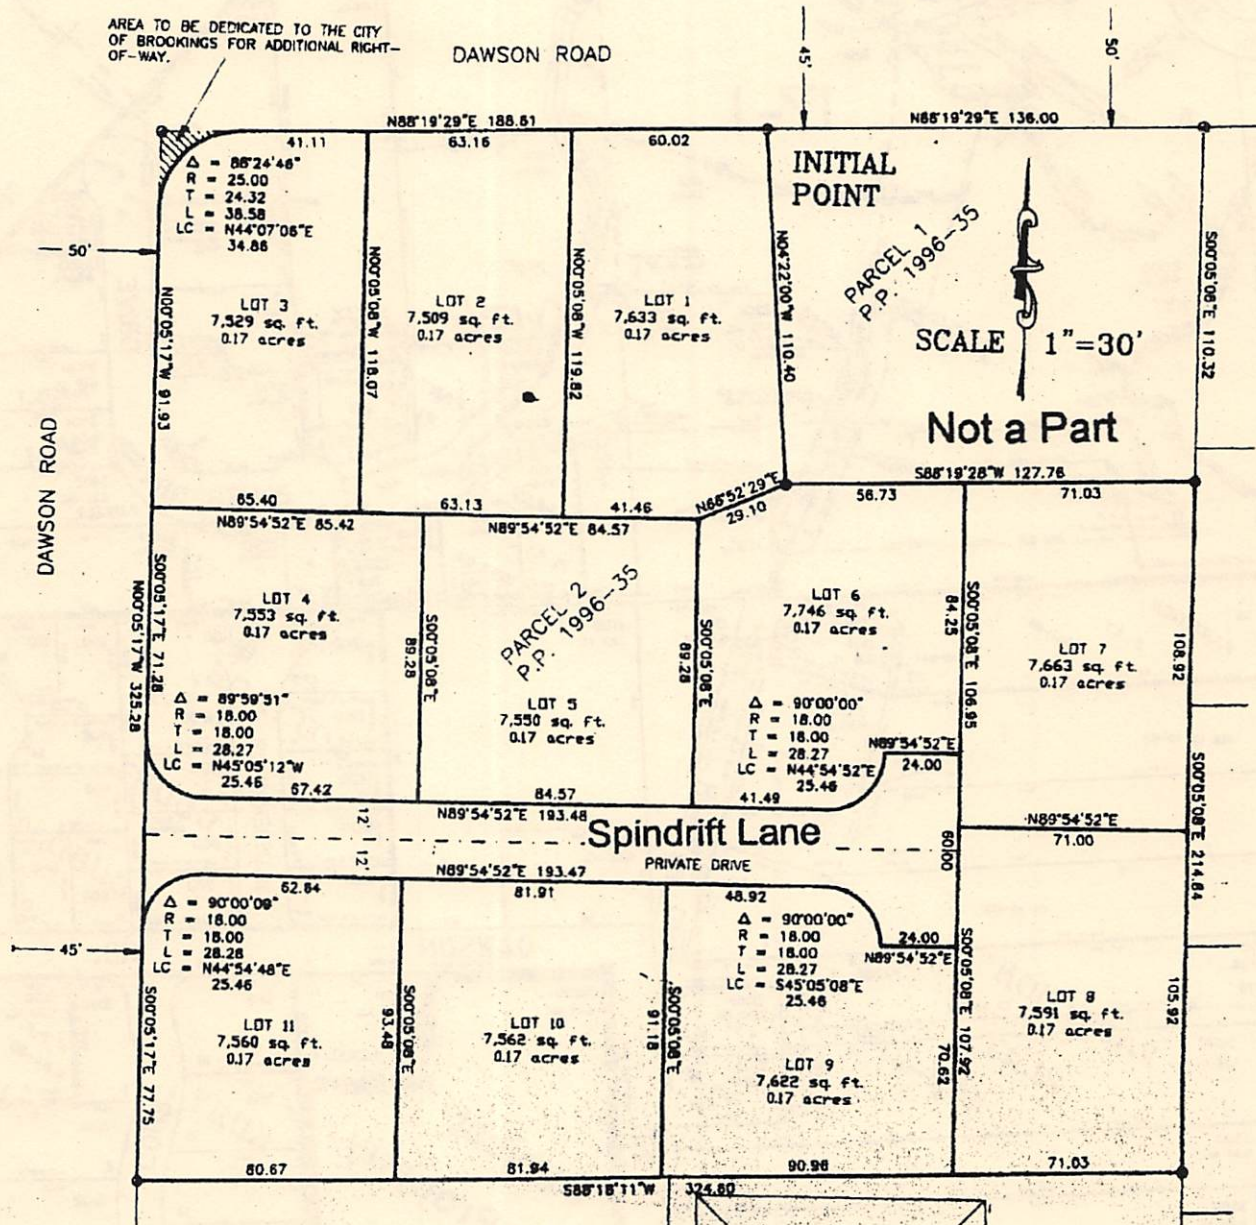 AREA TO BE DEDICATED TO THE CITY
OF BROOKINGS FOR ADDITIONAL RIGHT-
OF-WAY.
DAWSON ROAD
45'
50'
N88°19'29"E 188.61
N88°19'29"E 136.00
41.11
63.16
60.02
Δ = 88°24'46"
R = 25.00
T = 24.32
L = 38.58
LC = N44°07'06"E
34.86
INITIAL
POINT
PARCEL 1
P.P. 1996-35
50'
N00°05'17"W 91.93
N00°05'08"W 118.07
N00°05'08"W 119.82
N04°22'00"W 110.40
S00°05'08"E 110.32
LOT 3
7,529 sq. ft.
0.17 acres
LOT 2
7,509 sq. ft.
0.17 acres
LOT 1
7,633 sq. ft.
0.17 acres
SCALE 1"=30'
Not a Part
DAWSON ROAD
S88°19'28"W 127.76
56.73
71.03
65.40
63.13
41.46
N66°52'29"E
29.10
N89°54'52"E 85.42
N89°54'52"E 84.57
N00°05'17"W 325.28
S00°05'17"E 71.28
LOT 4
7,553 sq. ft.
0.17 acres
S00°05'08"E
89.28
PARCEL 2
P.P. 1996-35
LOT 5
7,550 sq. ft.
0.17 acres
S00°05'08"E
89.28
LOT 6
7,746 sq. ft.
0.17 acres
84.25
S00°05'08"E 106.95
LOT 7
7,663 sq. ft.
0.17 acres
108.92
Δ = 89°59'51"
R = 18.00
T = 18.00
L = 28.27
LC = N45°05'12"W
25.46
Δ = 90°00'00"
R = 18.00
T = 18.00
L = 28.27
LC = N44°54'52"E
25.46
N89°54'52"E
24.00
67.42
84.57
41.49
N89°54'52"E 193.48
12'
12'
Spindrift Lane
PRIVATE DRIVE
60.00
N89°54'52"E
71.00
S00°05'08"E 214.84
N89°54'52"E 193.47
62.84
81.91
48.92
Δ = 90°00'09"
R = 18.00
T = 18.00
L = 28.28
LC = N44°54'48"E
25.46
Δ = 90°00'00"
R = 18.00
T = 18.00
L = 28.27
LC = S45°05'08"E
25.46
24.00
N89°54'52"E
45'
S00°05'17"E 77.75
LOT 11
7,560 sq. ft.
0.17 acres
93.48
S00°05'08"E
LOT 10
7,562 sq. ft.
0.17 acres
91.18
S00°05'08"E
LOT 9
7,622 sq. ft.
0.17 acres
70.62
S00°05'08"E 107.92
LOT 8
7,591 sq. ft.
0.17 acres
105.92
80.67
81.94
90.96
71.03
S88°18'11"W 324.60